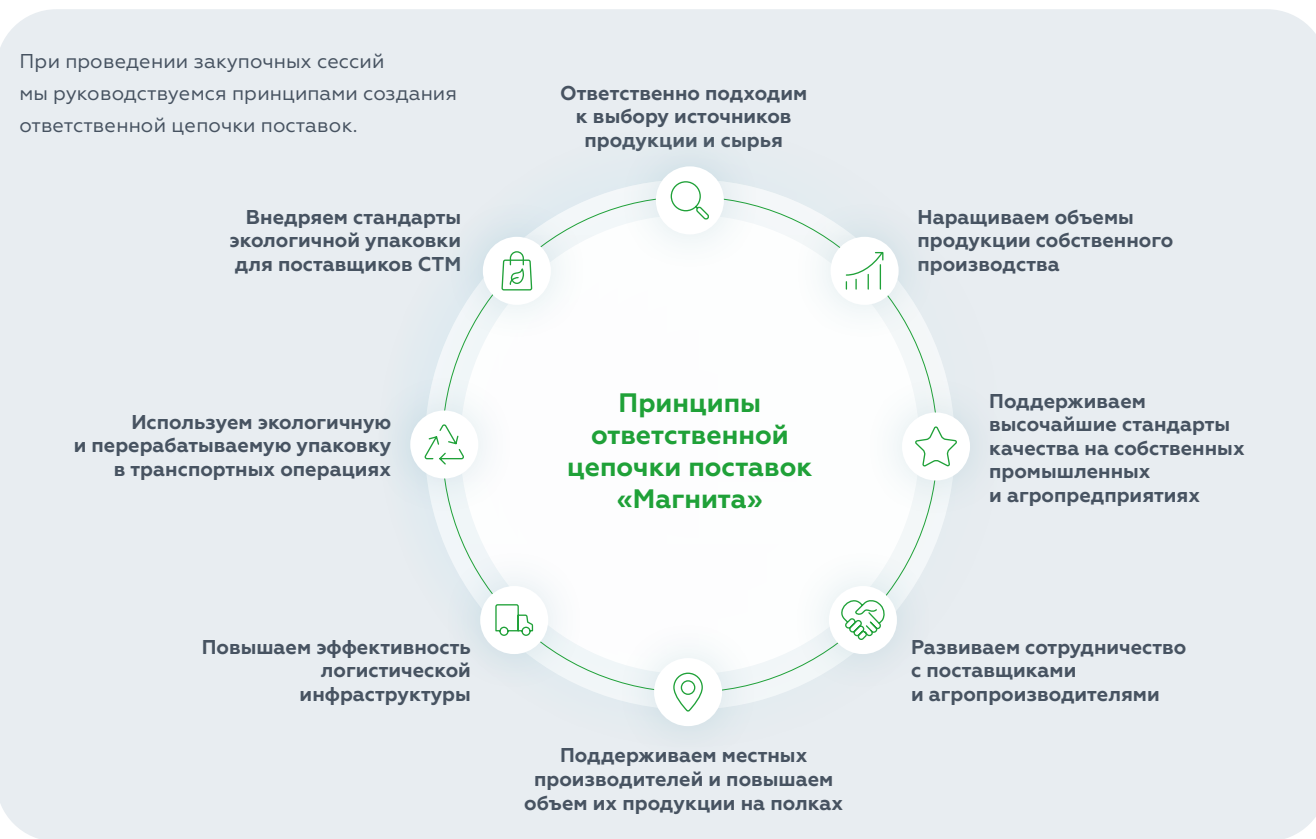 При проведении закупочных сессий
мы руководствуемся принципами создания
ответственной цепочки поставок.
Ответственно подходим
к выбору источников
продукции и сырья
Наращиваем объемы
продукции собственного
производства
Поддерживаем
высочайшие стандарты
качества на собственных
промышленных
и агропредприятиях
Развиваем сотрудничество
с поставщиками
и агропроизводителями
Поддерживаем местных
производителей и повышаем
объем их продукции на полках
Повышаем эффективность
логистической
инфраструктуры
Используем экологичную
и перерабатываемую упаковку
в транспортных операциях
Внедряем стандарты
экологичной упаковки
для поставщиков СТМ
Принципы
ответственной
цепочки поставок
«Магнита»